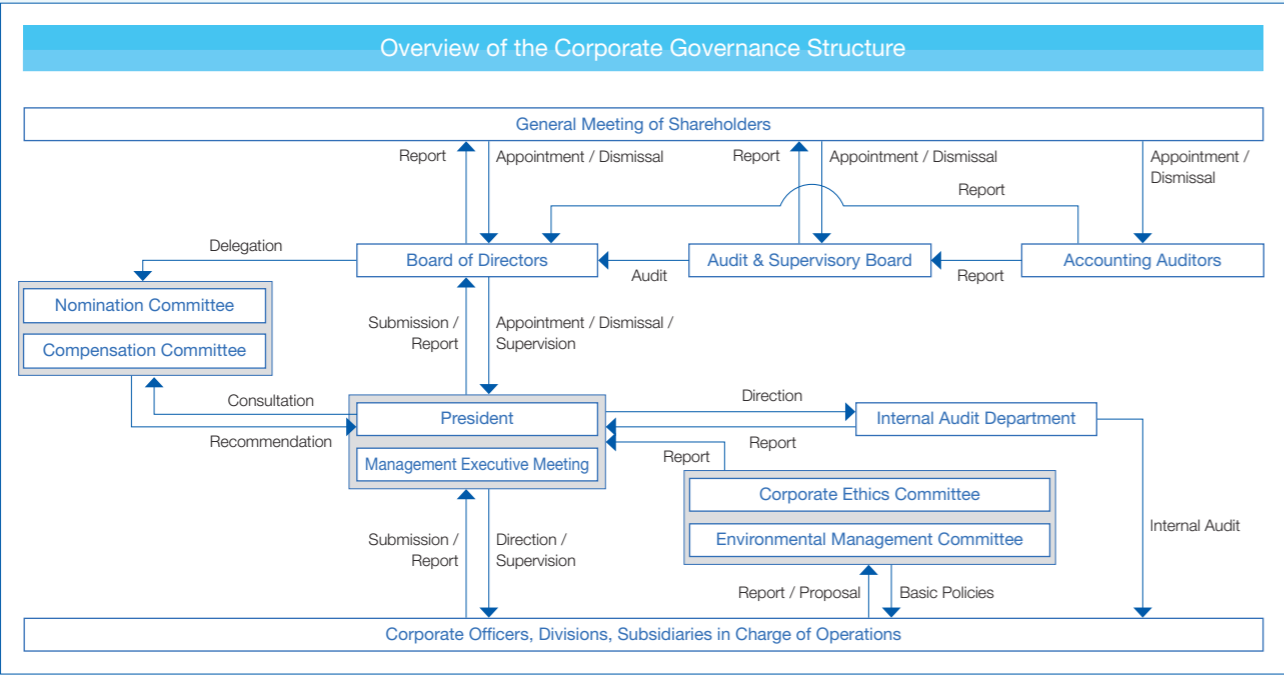 Overview of the Corporate Governance Structure
General Meeting of Shareholders
Report
Appointment / Dismissal
Report
Appointment / Dismissal
Appointment /
Dismissal
Report
Delegation
Board of Directors
Audit
Audit & Supervisory Board
Report
Accounting Auditors
Nomination Committee
Compensation Committee
Submission /
Report
Appointment / Dismissal /
Supervision
Consultation
Recommendation
President
Management Executive Meeting
Direction
Report
Internal Audit Department
Report
Corporate Ethics Committee
Environmental Management Committee
Internal Audit
Submission /
Report
Direction /
Supervision
Report / Proposal
Basic Policies
Corporate Officers, Divisions, Subsidiaries in Charge of Operations